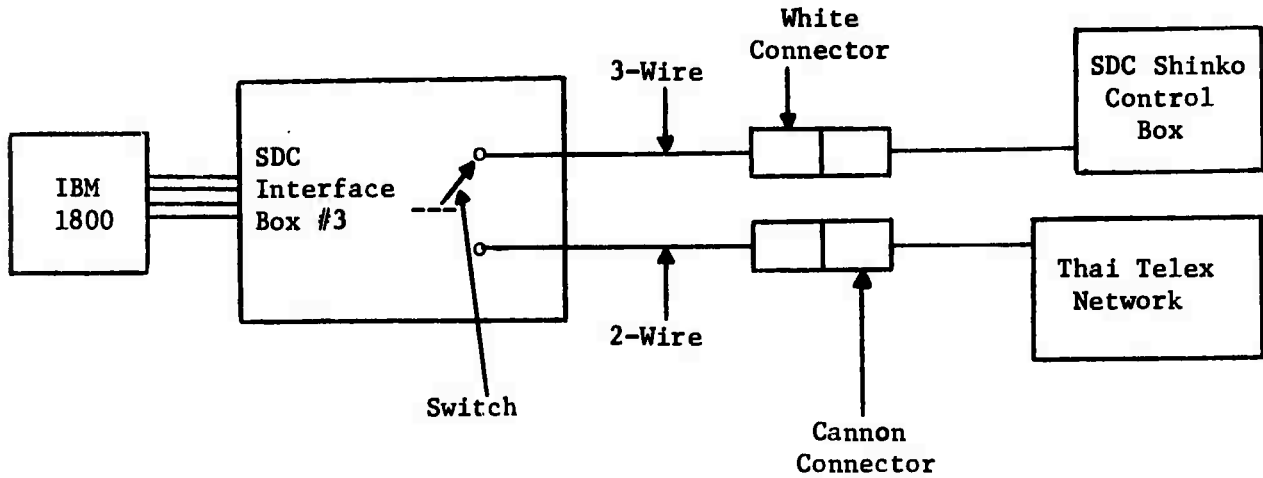 White
Connector
3-Wire
SDC Shinko
Control
Box
IBM
1800
SDC
Interface
Box #3
Thai Telex
Network
2-Wire
Switch
Cannon
Connector